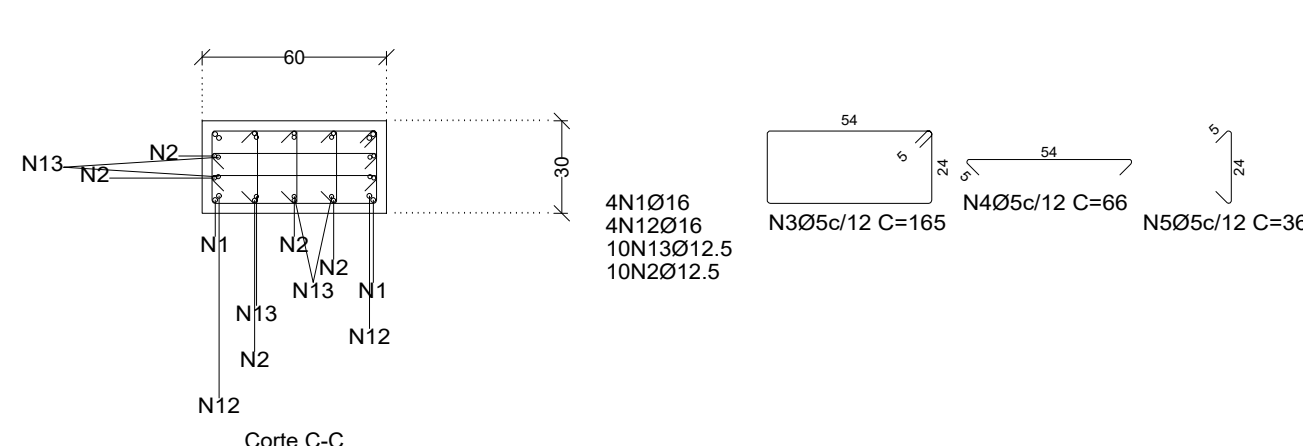 60
30
N13
N2
N2
N1
N2
N2
N13
N1
N13
N12
N2
N12
Corte C-C
4N1Ø16
4N12Ø16
10N13Ø12.5
10N2Ø12.5
54
5
24
N3Ø5c/12 C=165
54
5
N4Ø5c/12 C=66
5
24
N5Ø5c/12 C=36